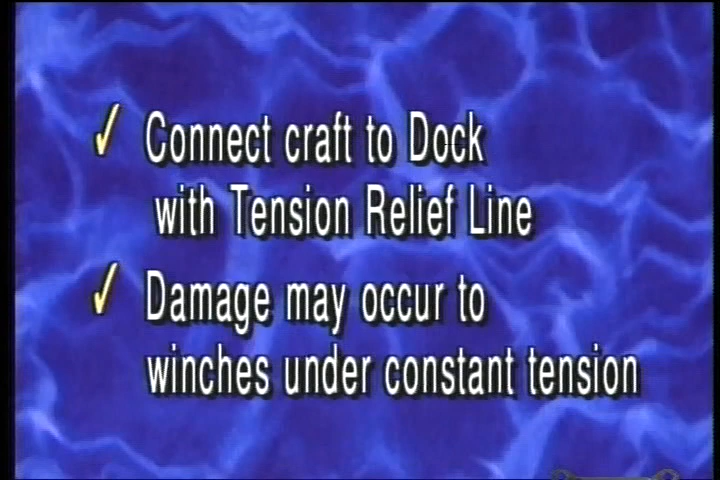 ✓ Connect craft to Dock
with Tension Relief Line
✓ Damage may occur to
winches under constant tension